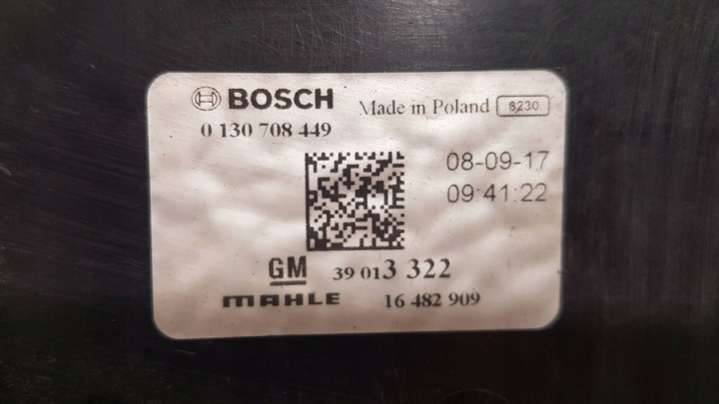 BOSCH Made in Poland 8230
0 130 708 449
08-09-17
09:41:22
GM 39 013 322
MAHLE 16 482 909